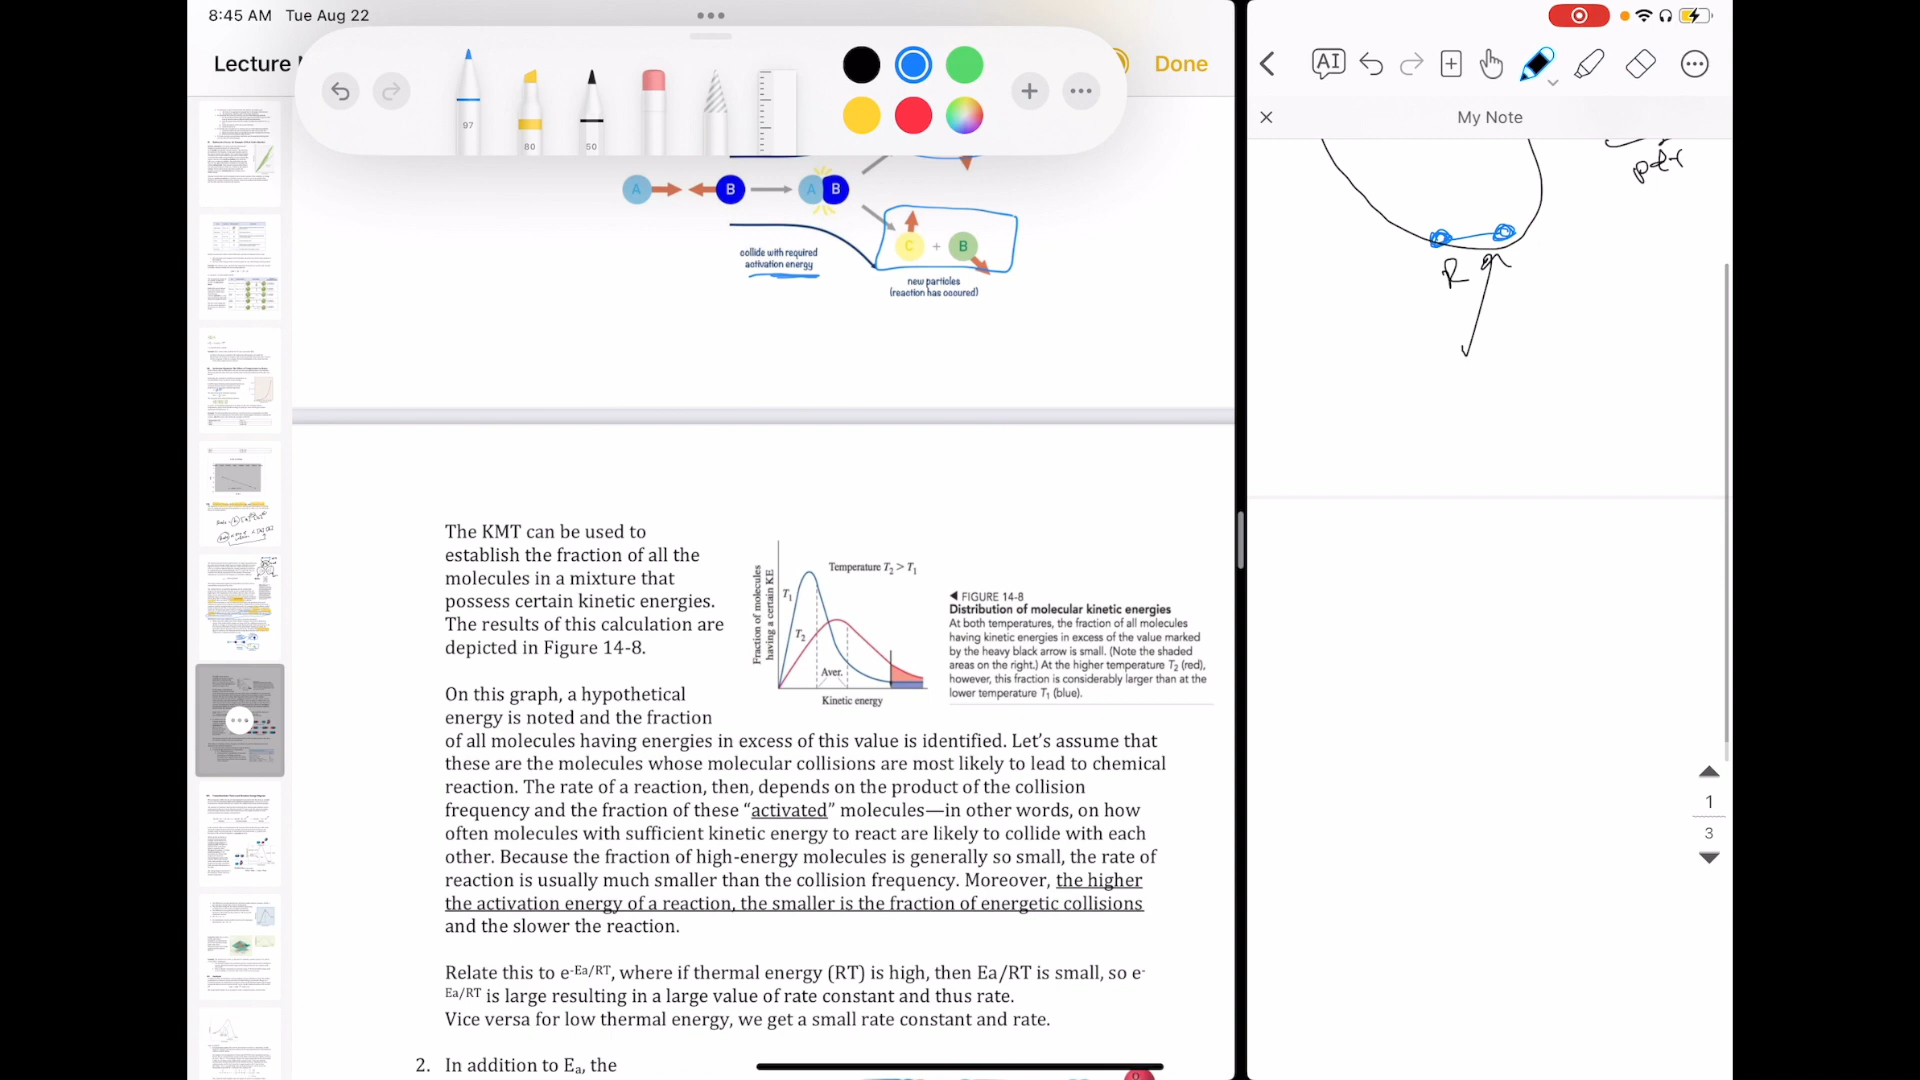 8:45 AM Tue Aug 22
Lecture
Done
97
80
50
AI
My Note
A
B
A
B
C
+
B
collide with required
activation energy
new particles
(reaction has occured)
R
The KMT can be used to
establish the fraction of all the
molecules in a mixture that
possess certain kinetic energies.
The results of this calculation are
depicted in Figure 14-8.
Fraction of molecules
having a certain KE
Temperature T₂ > T₁
T₁
T₂
Aver.
Kinetic energy
◀ FIGURE 14-8
Distribution of molecular kinetic energies
At both temperatures, the fraction of all molecules
having kinetic energies in excess of the value marked
by the heavy black arrow is small. (Note the shaded
areas on the right.) At the higher temperature T₂ (red),
however, this fraction is considerably larger than at the
lower temperature T₁ (blue).
On this graph, a hypothetical
energy is noted and the fraction
of all molecules having energies in excess of this value is identified. Let’s assume that
these are the molecules whose molecular collisions are most likely to lead to chemical
reaction. The rate of a reaction, then, depends on the product of the collision
frequency and the fraction of these “activated” molecules—in other words, on how
often molecules with sufficient kinetic energy to react are likely to collide with each
other. Because the fraction of high-energy molecules is generally so small, the rate of
reaction is usually much smaller than the collision frequency. Moreover, the higher
the activation energy of a reaction, the smaller is the fraction of energetic collisions
and the slower the reaction.
Relate this to e-Ea/RT, where if thermal energy (RT) is high, then Ea/RT is small, so e-
Ea/RT is large resulting in a large value of rate constant and thus rate.
Vice versa for low thermal energy, we get a small rate constant and rate.
2. In addition to Ea, the
1
3